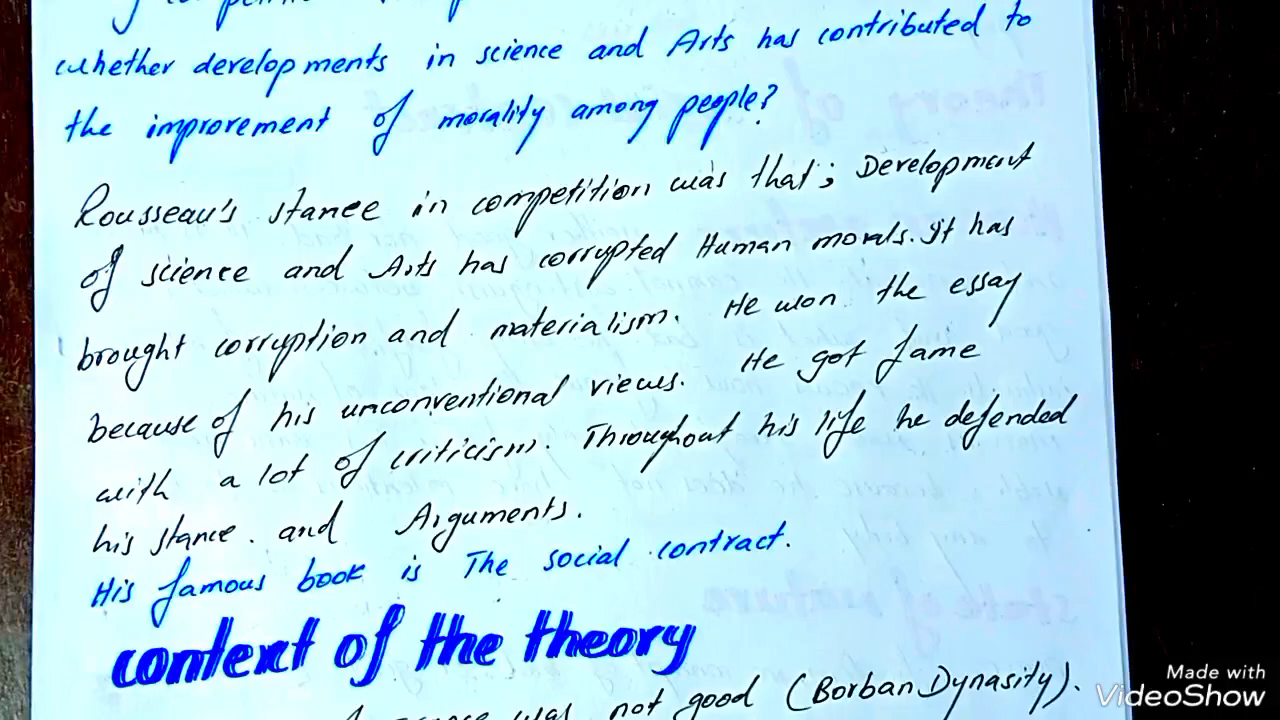 whether developments in science and Arts has contributed to
the improvement of morality among people?
Rousseau's stance in competition was that; Development
of science and Arts has corrupted Human morals. It has
brought corruption and materialism. He won the essay
because of his unconventional views. He got fame
with a lot of criticism. Throughout his life he defended
his stance. and Arguments.
His famous book is The social contract.
context of the theory
was not good (Borban Dynasity).
Made with
VideoShow